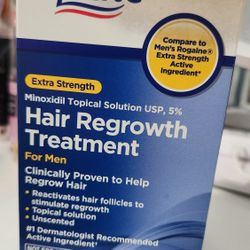 Compare to
Men's Rogaine®
Extra Strength
Active
Ingredient*
Extra Strength
Minoxidil Topical Solution USP, 5%
Hair Regrowth
Treatment
For Men
Clinically Proven to Help
Regrow Hair
• Reactivates hair follicles to
stimulate regrowth
• Topical solution
• Unscented
#1 Dermatologist Recommended
Active Ingredient